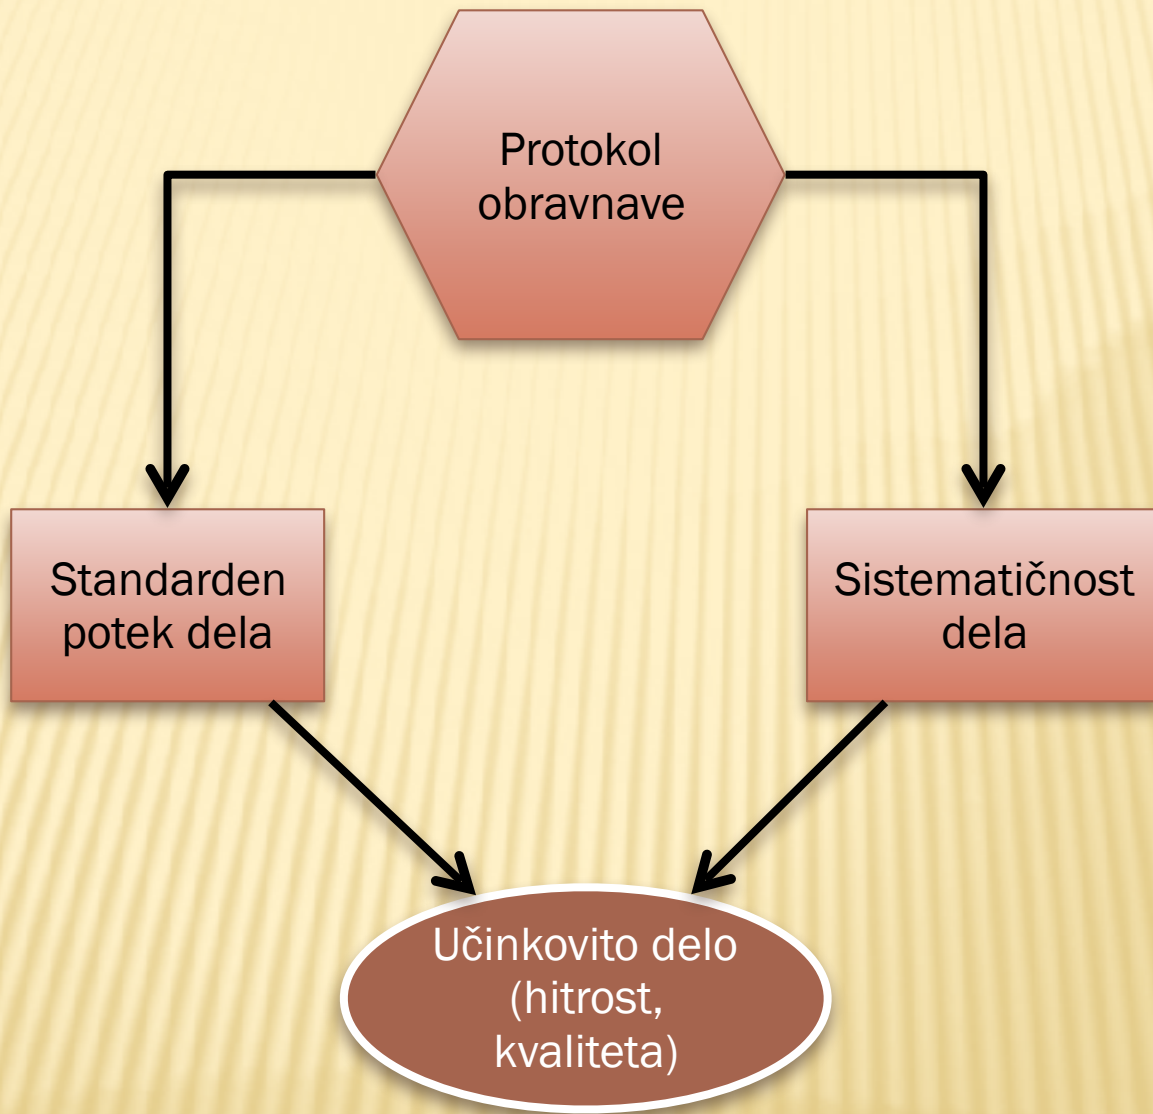 Protokol
obravnave
Standarden
potek dela
Sistematičnost
dela
Učinkovito delo
(hitrost,
kvaliteta)